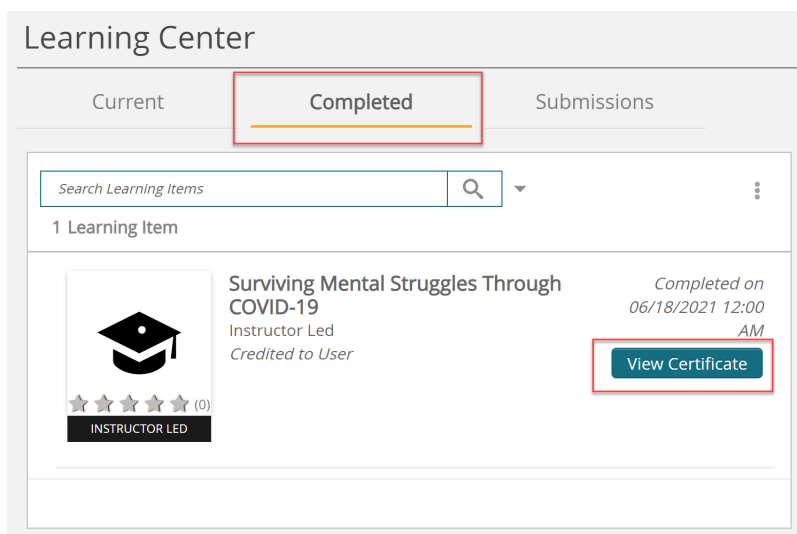 Learning Center
Current
Completed
Submissions
Search Learning Items
1 Learning Item
Surviving Mental Struggles Through
COVID-19
Instructor Led
Credited to User
Completed on
06/18/2021 12:00
AM
View Certificate
(0)
INSTRUCTOR LED